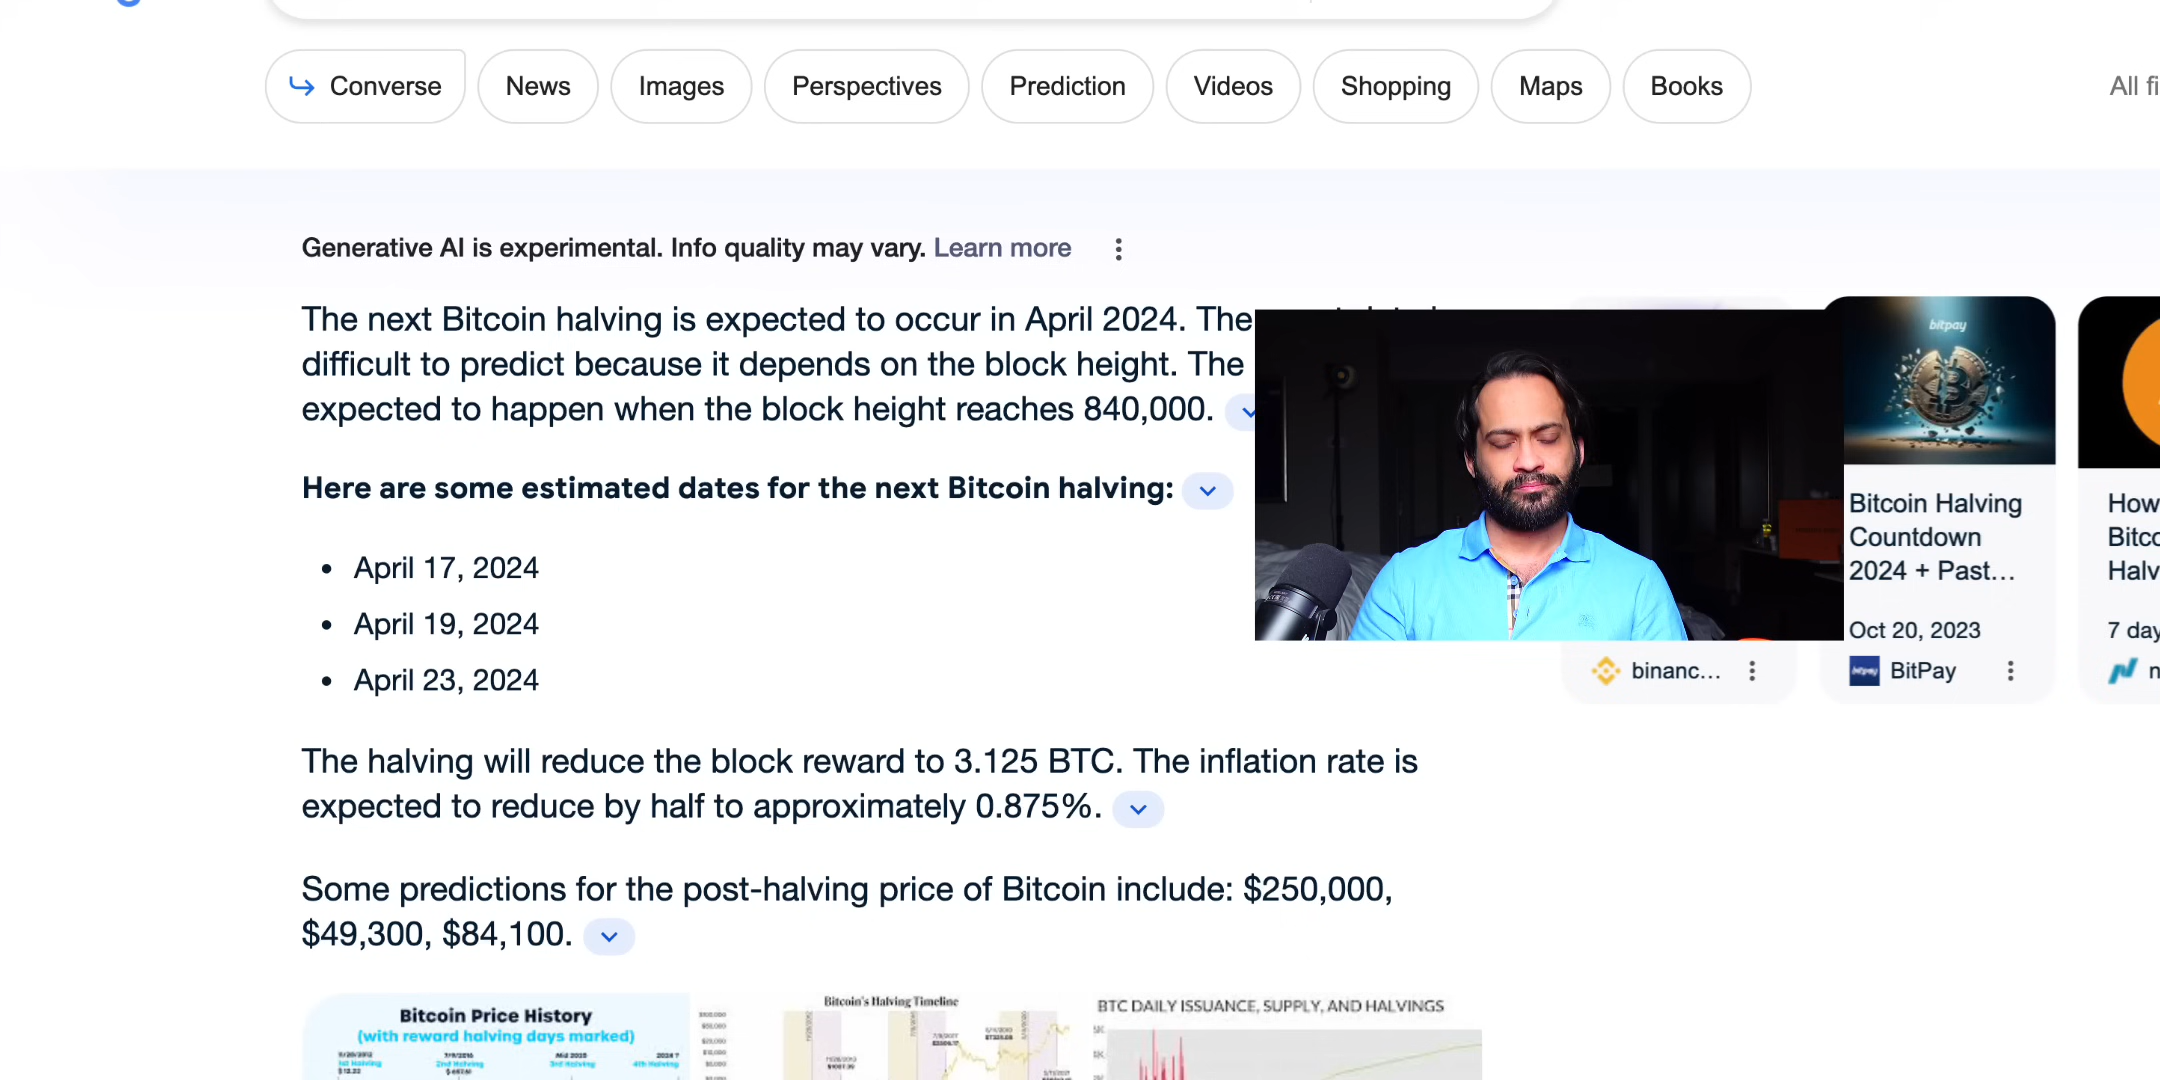 Converse
News
Images
Perspectives
Prediction
Videos
Shopping
Maps
Books
All
Generative AI is experimental. Info quality may vary. Learn more
The next Bitcoin halving is expected to occur in April 2024. The
difficult to predict because it depends on the block height. The
expected to happen when the block height reaches 840,000.
Here are some estimated dates for the next Bitcoin halving:
• April 17, 2024
• April 19, 2024
• April 23, 2024
The halving will reduce the block reward to 3.125 BTC. The inflation rate is
expected to reduce by half to approximately 0.875%.
Some predictions for the post-halving price of Bitcoin include: $250,000,
$49,300, $84,100.
binanc...
bitpay
Bitcoin Halving
Countdown
2024 + Past...
Oct 20, 2023
BitPay
How
7
Bitcoin Price History
(with reward halving days marked)
Bitcoin's Halving Timeline
BTC DAILY ISSUANCE, SUPPLY, AND HALVINGS